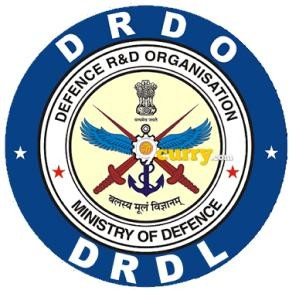 DRDO
DEFENCE R&D ORGANISATION
curry.com
बलस्य मूलं विज्ञानम्
MINISTRY OF DEFENCE
DRDL